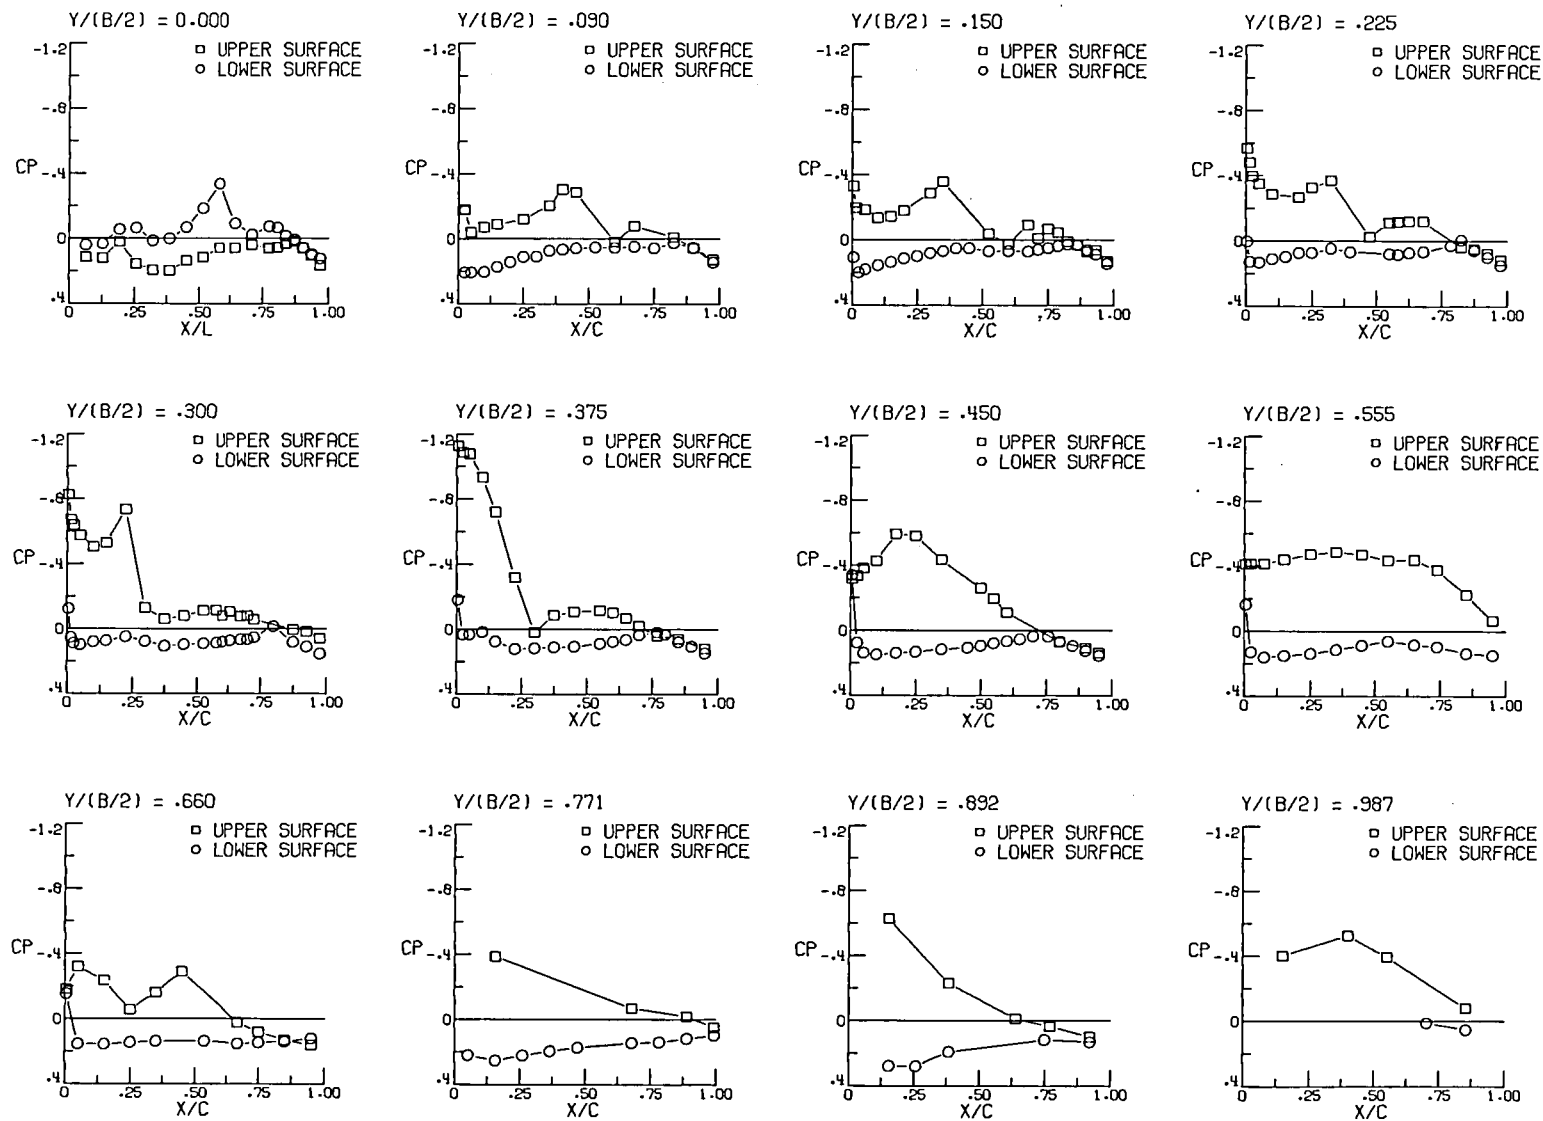 Y/(B/2) = 0.000
-1.2
□ UPPER SURFACE
○ LOWER SURFACE
-.8
CP
-.4
0
.4
0 .25 .50 .75 1.00
X/L
Y/(B/2) = .090
-1.2
□ UPPER SURFACE
○ LOWER SURFACE
-.8
CP
-.4
0
.4
0 .25 .50 .75 1.00
X/C
Y/(B/2) = .150
-1.2
□ UPPER SURFACE
○ LOWER SURFACE
-.8
CP
-.4
0
.4
0 .25 .50 .75 1.00
X/C
Y/(B/2) = .225
-1.2
□ UPPER SURFACE
○ LOWER SURFACE
-.8
CP
-.4
0
.4
0 .25 .50 .75 1.00
X/C
Y/(B/2) = .300
-1.2
□ UPPER SURFACE
○ LOWER SURFACE
-.8
CP
-.4
0
.4
0 .25 .50 .75 1.00
X/C
Y/(B/2) = .375
-1.2
□ UPPER SURFACE
○ LOWER SURFACE
-.8
CP
-.4
0
.4
0 .25 .50 .75 1.00
X/C
Y/(B/2) = .450
-1.2
□ UPPER SURFACE
○ LOWER SURFACE
-.8
CP
-.4
0
.4
0 .25 .50 .75 1.00
X/C
Y/(B/2) = .555
-1.2
□ UPPER SURFACE
○ LOWER SURFACE
-.8
CP
-.4
0
.4
0 .25 .50 .75 1.00
X/C
Y/(B/2) = .660
-1.2
□ UPPER SURFACE
○ LOWER SURFACE
-.8
CP
-.4
0
.4
0 .25 .50 .75 1.00
X/C
Y/(B/2) = .771
-1.2
□ UPPER SURFACE
○ LOWER SURFACE
-.8
CP
-.4
0
.4
0 .25 .50 .75 1.00
X/C
Y/(B/2) = .892
-1.2
□ UPPER SURFACE
○ LOWER SURFACE
-.8
CP
-.4
0
.4
0 .25 .50 .75 1.00
X/C
Y/(B/2) = .987
-1.2
□ UPPER SURFACE
○ LOWER SURFACE
-.8
CP
-.4
0
.4
0 .25 .50 .75 1.00
X/C